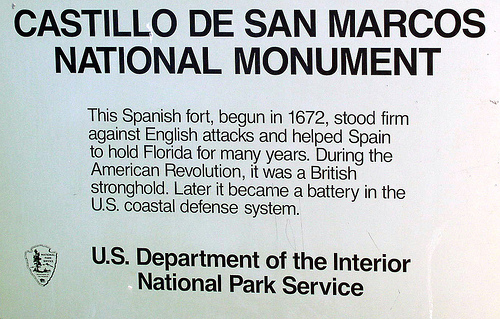 CASTILLO DE SAN MARCOS
NATIONAL MONUMENT
This Spanish fort, begun in 1672, stood firm
against English attacks and helped Spain
to hold Florida for many years. During the
American Revolution, it was a British
stronghold. Later it became a battery in the
U.S. coastal defense system.
U.S. Department of the Interior
National Park Service